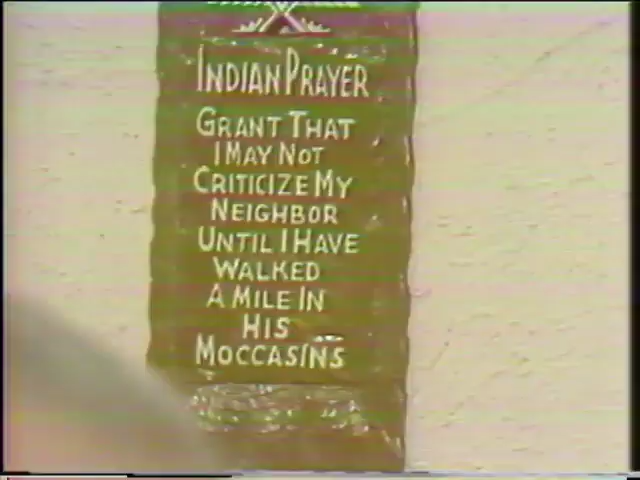 INDIAN PRAYER
GRANT THAT
I MAY NOT
CRITICIZE MY
NEIGHBOR
UNTIL I HAVE
WALKED
A MILE IN
HIS
MOCCASINS